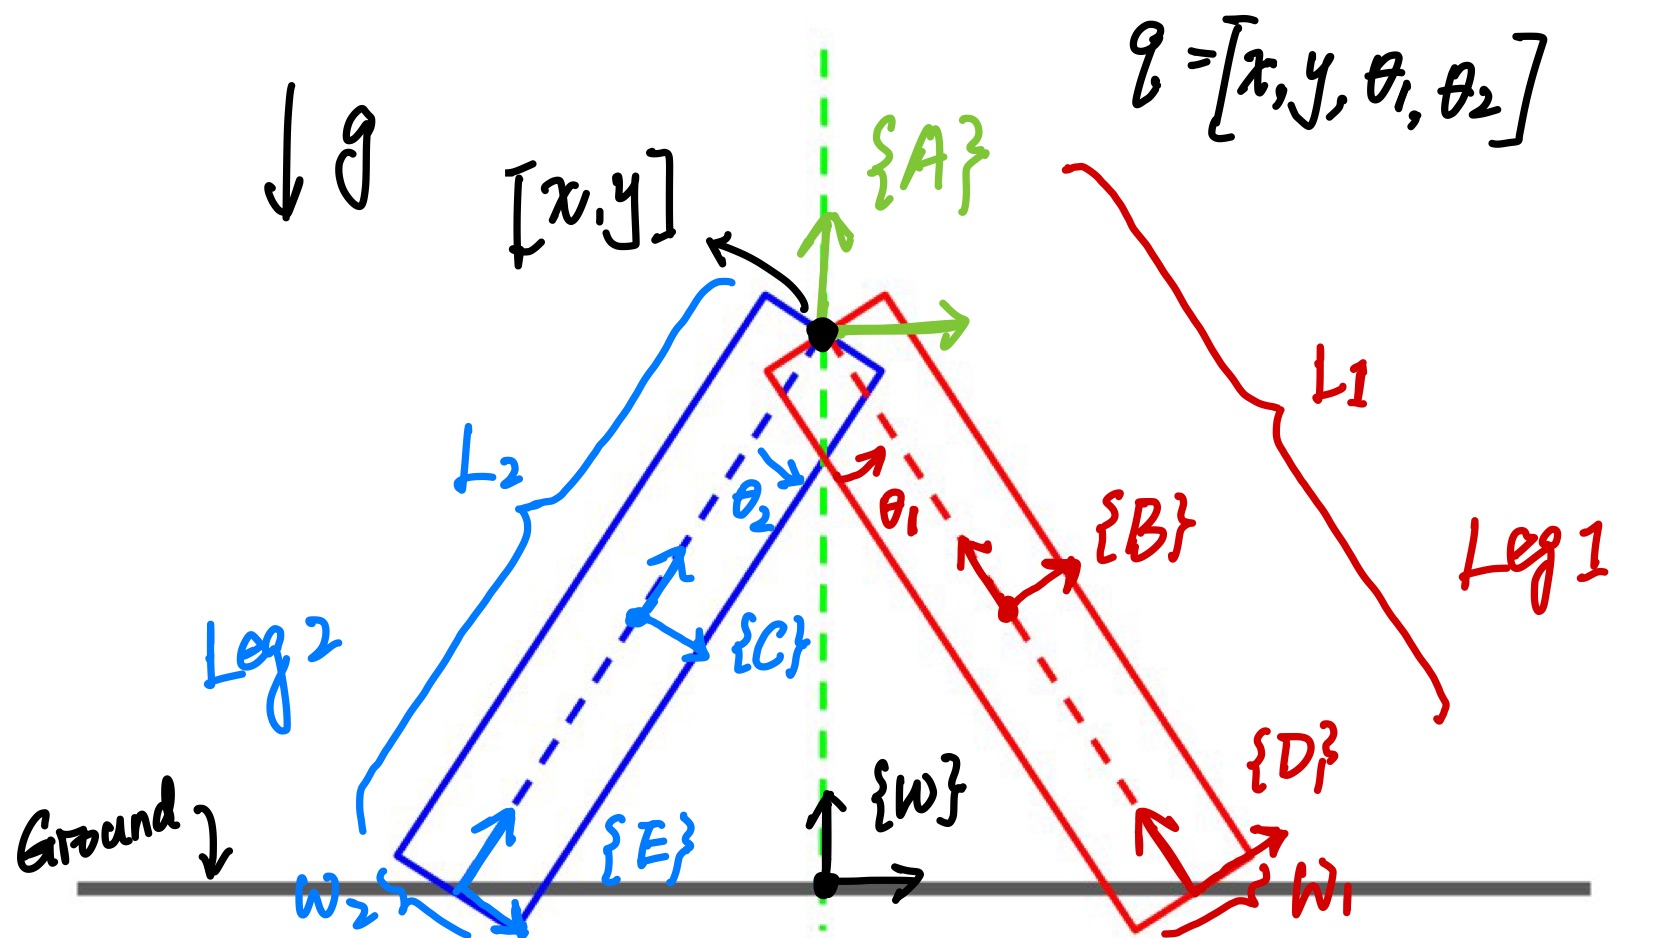 g
[x,y]
q = [x, y, θ₁, θ₂]
{A}
L1
L2
θ₂
θ₁
{B}
Leg 1
Leg 2
{C}
{D}
Ground
{E}
{W}
W₂
W₁